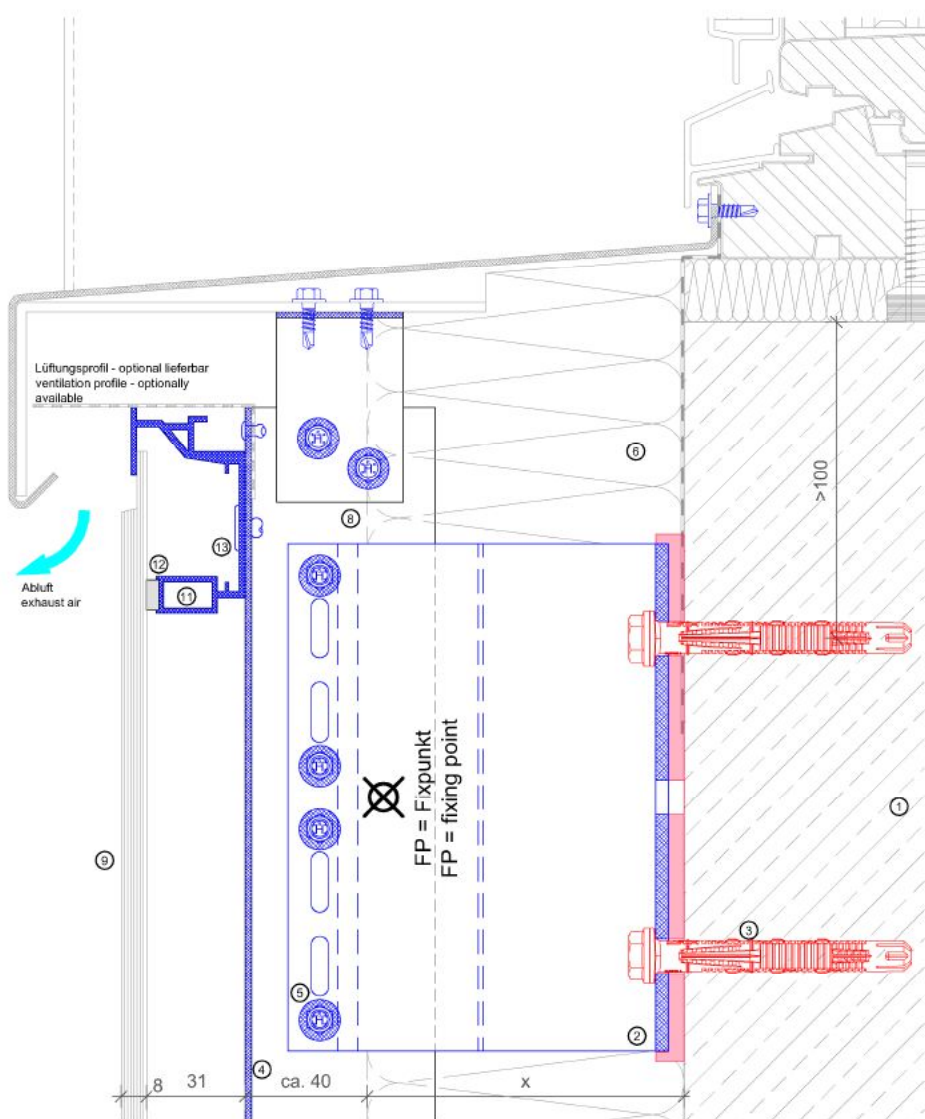 Lüftungsprofil - optional lieferbar
ventilation profile - optionally
available
6
>100
8
13
12
11
Abluft
exhaust air
FP = Fixpunkt
FP = fixing point
1
9
3
5
2
4
8
31
ca. 40
x